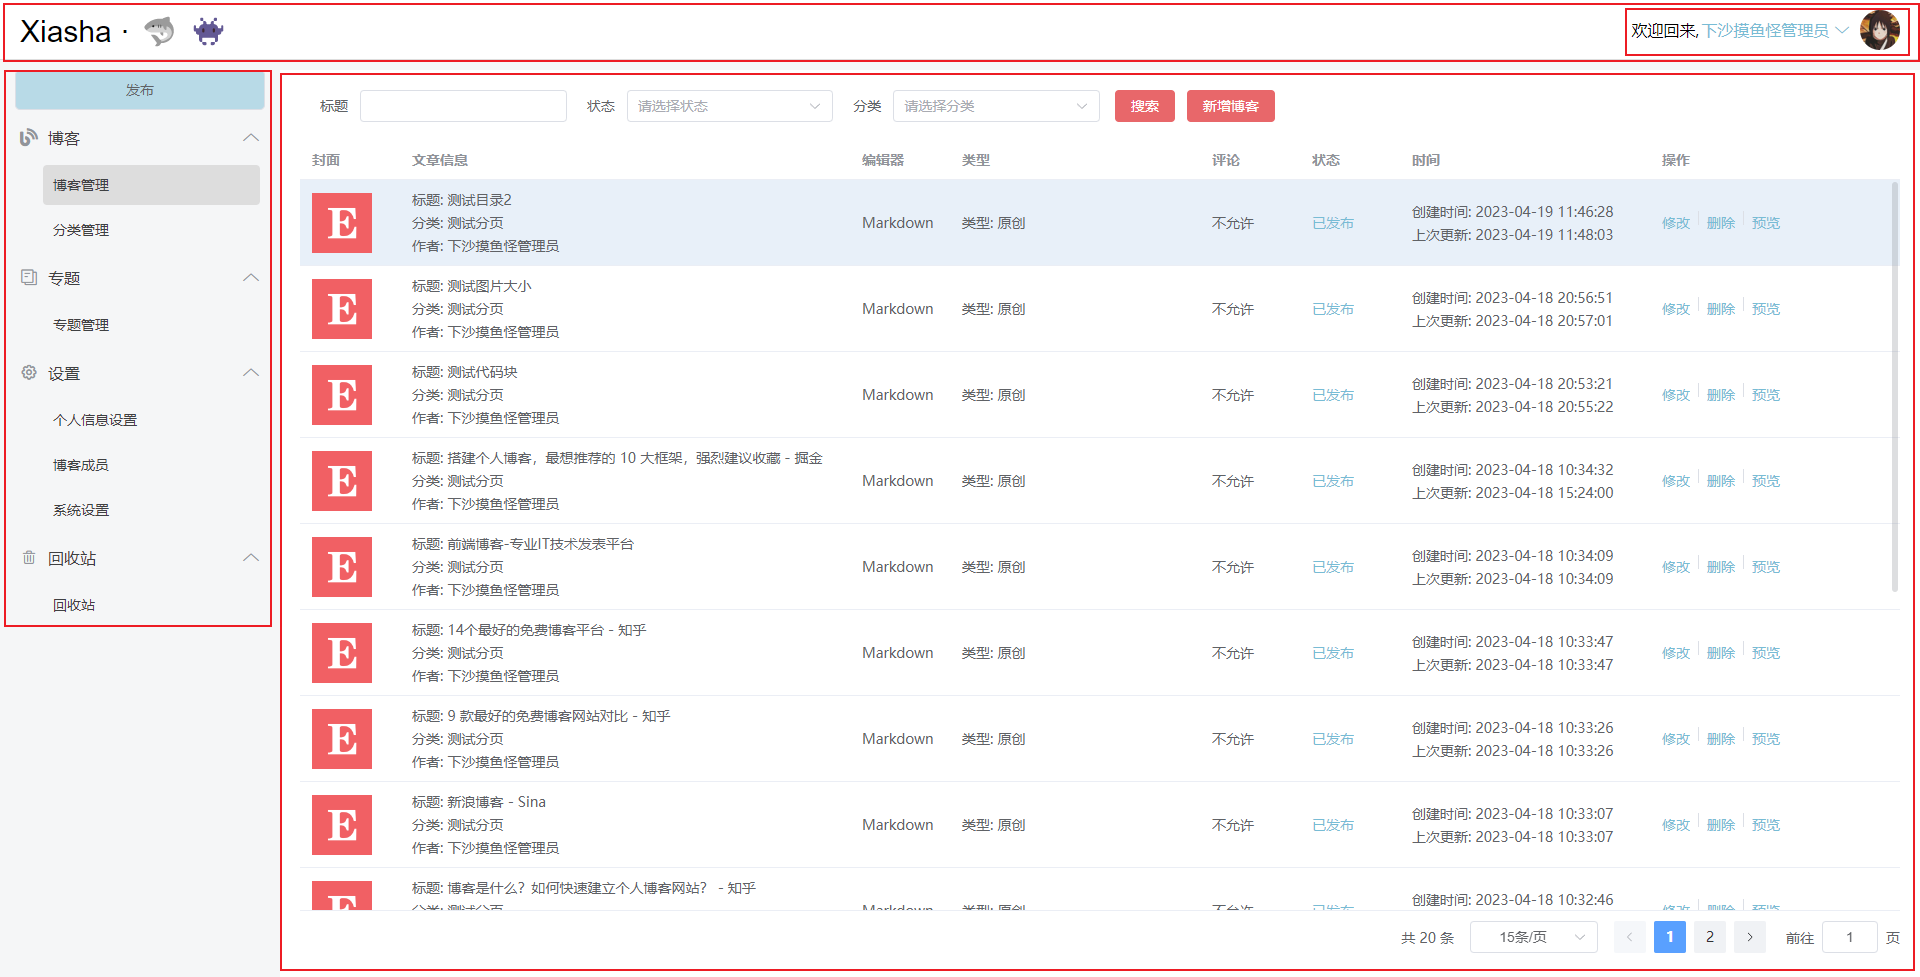 Xiasha ·
欢迎回来, 下沙摸鱼怪管理员
发布
博客
博客管理
分类管理
专题
专题管理
设置
个人信息设置
博客成员
系统设置
回收站
回收站
标题 状态 请选择状态 分类 请选择分类 搜索 新增博客
封面 文章信息 编辑器 类型 评论 状态 时间 操作
E
标题: 测试目录2
分类: 测试分页
作者: 下沙摸鱼怪管理员
Markdown 类型: 原创 不允许 已发布
创建时间: 2023-04-19 11:46:28
上次更新: 2023-04-19 11:48:03
修改 删除 预览
E
标题: 测试图片大小
分类: 测试分页
作者: 下沙摸鱼怪管理员
Markdown 类型: 原创 不允许 已发布
创建时间: 2023-04-18 20:56:51
上次更新: 2023-04-18 20:57:01
修改 删除 预览
E
标题: 测试代码块
分类: 测试分页
作者: 下沙摸鱼怪管理员
Markdown 类型: 原创 不允许 已发布
创建时间: 2023-04-18 20:53:21
上次更新: 2023-04-18 20:55:22
修改 删除 预览
E
标题: 搭建个人博客，最想推荐的 10 大框架，强烈建议收藏 - 掘金
分类: 测试分页
作者: 下沙摸鱼怪管理员
Markdown 类型: 原创 不允许 已发布
创建时间: 2023-04-18 10:34:32
上次更新: 2023-04-18 15:24:00
修改 删除 预览
E
标题: 前端博客-专业IT技术发表平台
分类: 测试分页
作者: 下沙摸鱼怪管理员
Markdown 类型: 原创 不允许 已发布
创建时间: 2023-04-18 10:34:09
上次更新: 2023-04-18 10:34:09
修改 删除 预览
E
标题: 14个最好的免费博客平台 - 知乎
分类: 测试分页
作者: 下沙摸鱼怪管理员
Markdown 类型: 原创 不允许 已发布
创建时间: 2023-04-18 10:33:47
上次更新: 2023-04-18 10:33:47
修改 删除 预览
E
标题: 9 款最好的免费博客网站对比 - 知乎
分类: 测试分页
作者: 下沙摸鱼怪管理员
Markdown 类型: 原创 不允许 已发布
创建时间: 2023-04-18 10:33:26
上次更新: 2023-04-18 10:33:26
修改 删除 预览
E
标题: 新浪博客 - Sina
分类: 测试分页
作者: 下沙摸鱼怪管理员
Markdown 类型: 原创 不允许 已发布
创建时间: 2023-04-18 10:33:07
上次更新: 2023-04-18 10:33:07
修改 删除 预览
E
标题: 博客是什么？如何快速建立个人博客网站？ - 知乎
分类: 测试分页
Markdown 类型: 原创 不允许 已发布
创建时间: 2023-04-18 10:32:46
修改 删除 预览
共 20 条 15条/页 1 2 前往 1 页